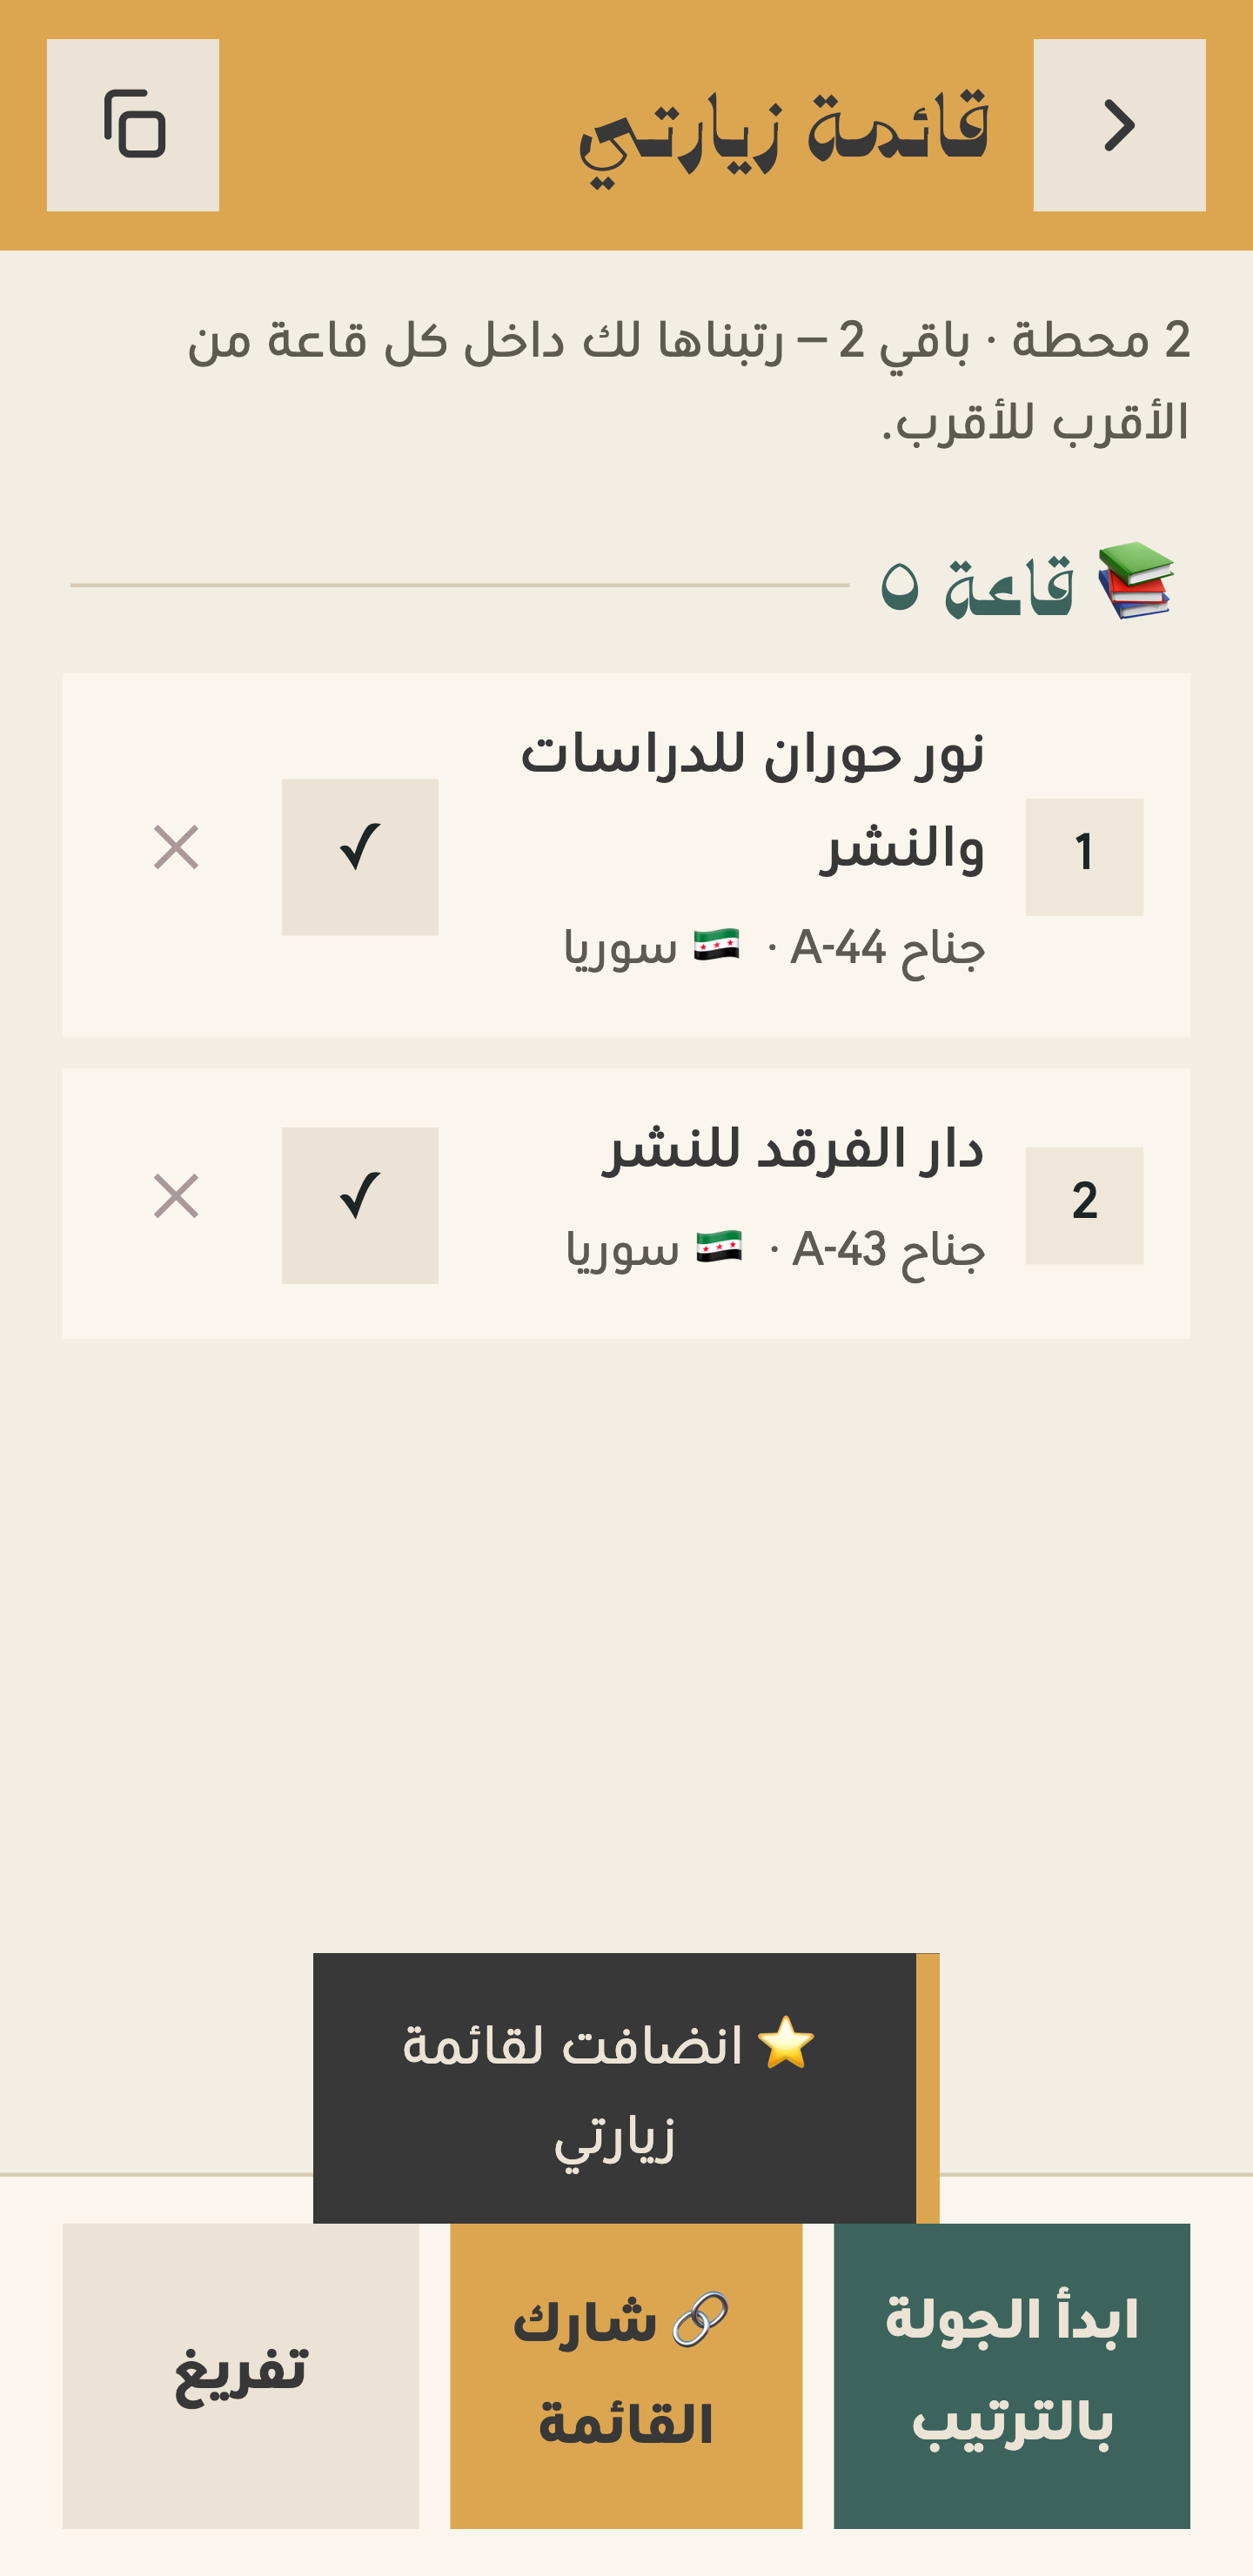 قائمة زيارتي
2 محطة · باقي 2 — رتبناها لك داخل كل قاعة من
الأقرب للأقرب.
📚 قاعة ٥
1
نور حوران للدراسات
والنشر
جناح A-44 · 🇸🇾 سوريا
✓ ×
2
دار الفرقد للنشر
جناح A-43 · 🇸🇾 سوريا
✓ ×
⭐ انضافت لقائمة
زيارتي
ابدأ الجولة
بالترتيب
🔗 شارك
القائمة
تفريغ